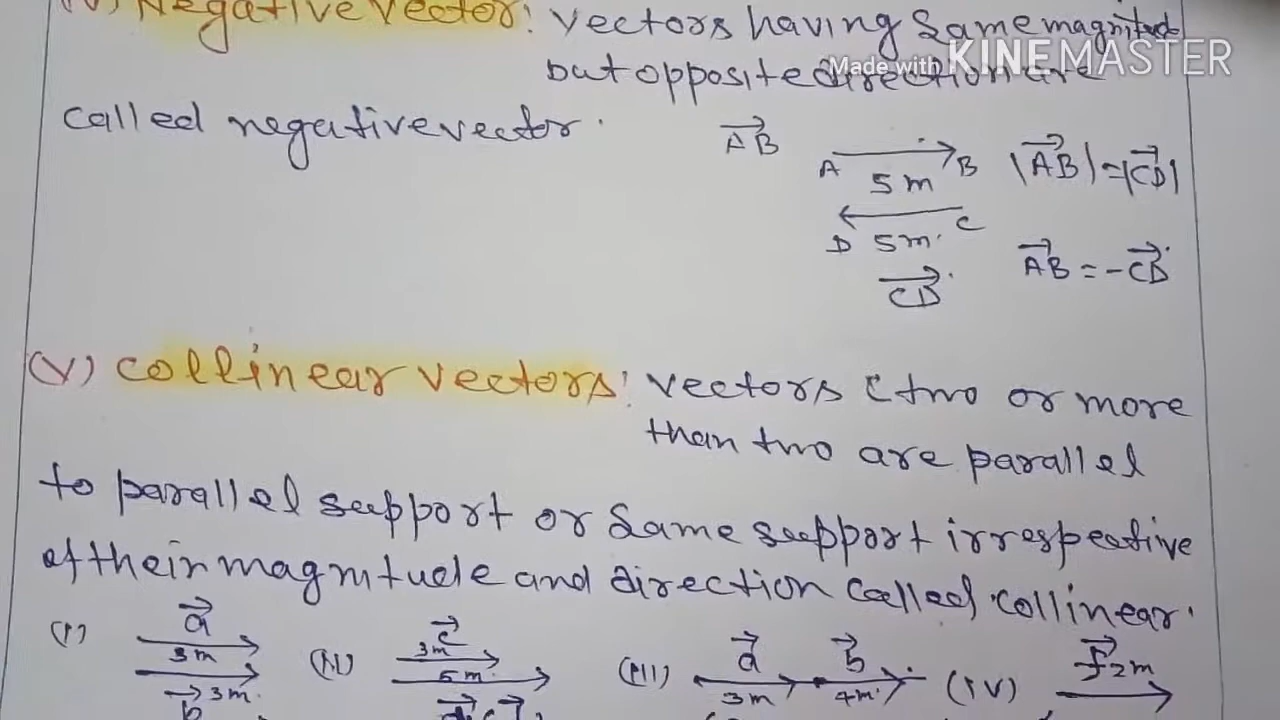 Negative vector: vectors having same magnitude
Made with KINEMASTER
but opposite direction are
called negative vector.
AB
A B |AB| = |CD|
5m
D 5m. C
AB = -CD
CD
(V) Collinear vectors: vectors (two or more
than two are parallel
to parallel support or same support irrespective
of their magnitude and direction called collinear.
(i) a 3m
3m
b
(ii) c 3m
5m
d
(iii) a b
3m 4m
(iv) f 2m